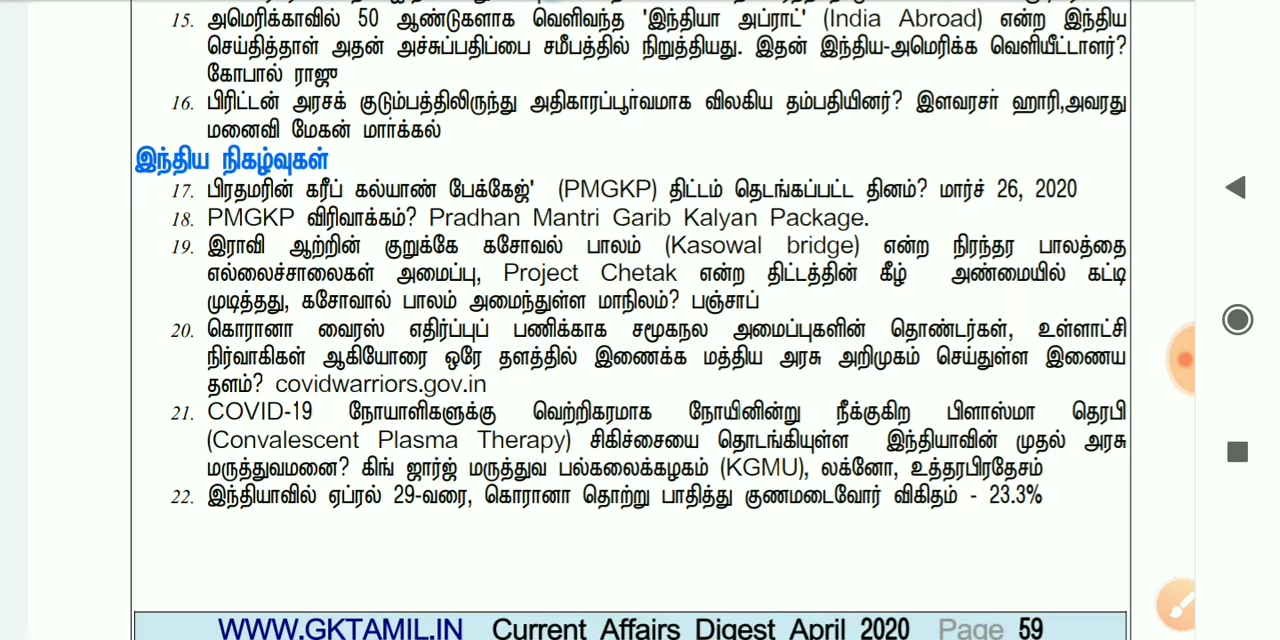 15. அமெரிக்காவில் 50 ஆண்டுகளாக வெளிவந்த 'இந்தியா அப்ராட்' (India Abroad) என்ற இந்திய
செய்தித்தாள் அதன் அச்சுப்பதிப்பை சமீபத்தில் நிறுத்தியது. இதன் இந்திய-அமெரிக்க வெளியீட்டாளர்?
கோபால் ராஜு
16. பிரிட்டன் அரசக் குடும்பத்திலிருந்து அதிகாரப்பூர்வமாக விலகிய தம்பதியினர்? இளவரசர் ஹாரி,அவரது
மனைவி மேகன் மார்க்கல்
இந்திய நிகழ்வுகள்
17. பிரதமரின் கரீப் கல்யாண் பேக்கேஜ்' (PMGKP) திட்டம் தெடங்கப்பட்ட தினம்? மார்ச் 26, 2020
18. PMGKP விரிவாக்கம்? Pradhan Mantri Garib Kalyan Package.
19. இராவி ஆற்றின் குறுக்கே கசோவல் பாலம் (Kasowal bridge) என்ற நிரந்தர பாலத்தை
எல்லைச்சாலைகள் அமைப்பு, Project Chetak என்ற திட்டத்தின் கீழ் அண்மையில் கட்டி
முடித்தது, கசோவால் பாலம் அமைந்துள்ள மாநிலம்? பஞ்சாப்
20. கொரானா வைரஸ் எதிர்ப்புப் பணிக்காக சமூகநல அமைப்புகளின் தொண்டர்கள், உள்ளாட்சி
நிர்வாகிகள் ஆகியோரை ஒரே தளத்தில் இணைக்க மத்திய அரசு அறிமுகம் செய்துள்ள இணைய
தளம்? covidwarriors.gov.in
21. COVID-19 நோயாளிகளுக்கு வெற்றிகரமாக நோயினின்று நீக்குகிற பிளாஸ்மா தெரபி
(Convalescent Plasma Therapy) சிகிச்சையை தொடங்கியுள்ள இந்தியாவின் முதல் அரசு
மருத்துவமனை? கிங் ஜார்ஜ் மருத்துவ பல்கலைக்கழகம் (KGMU), லக்னோ, உத்தரபிரதேசம்
22. இந்தியாவில் ஏப்ரல் 29-வரை, கொரானா தொற்று பாதித்து குணமடைவோர் விகிதம் - 23.3%
WWW.GKTAMIL.IN Current Affairs Digest April 2020 Page 59